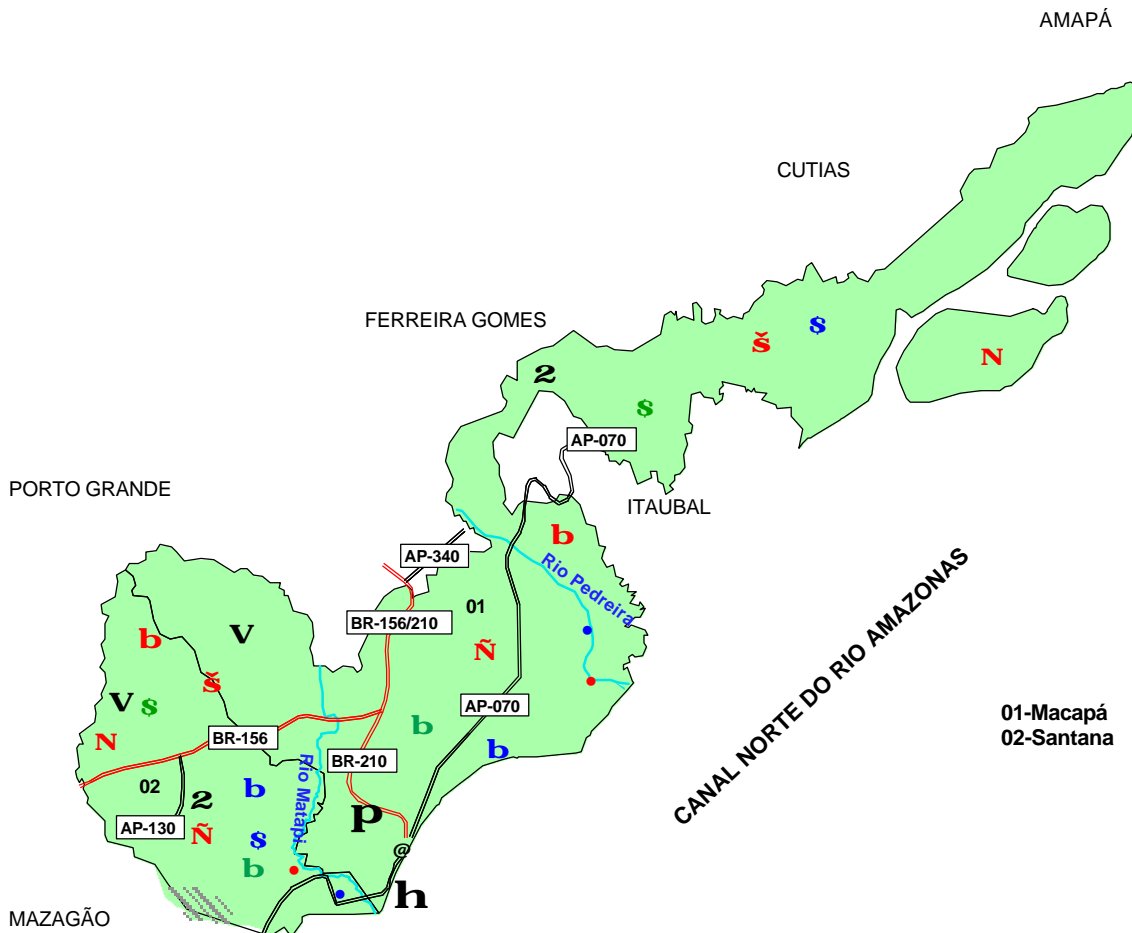 AMAPÁ
CUTIAS
FERREIRA GOMES
š
$
N
2
$
AP-070
PORTO GRANDE
ITAUBAL
b
AP-340
Rio Pedreira
01
BR-156/210
V
b
Ñ
š
V
$
AP-070
CANAL NORTE DO RIO AMAZONAS
01-Macapá
02-Santana
b
N
BR-156
b
BR-210
Rio Matapi
02
b
2
p
AP-130
Ñ
$
@
b
h
MAZAGÃO